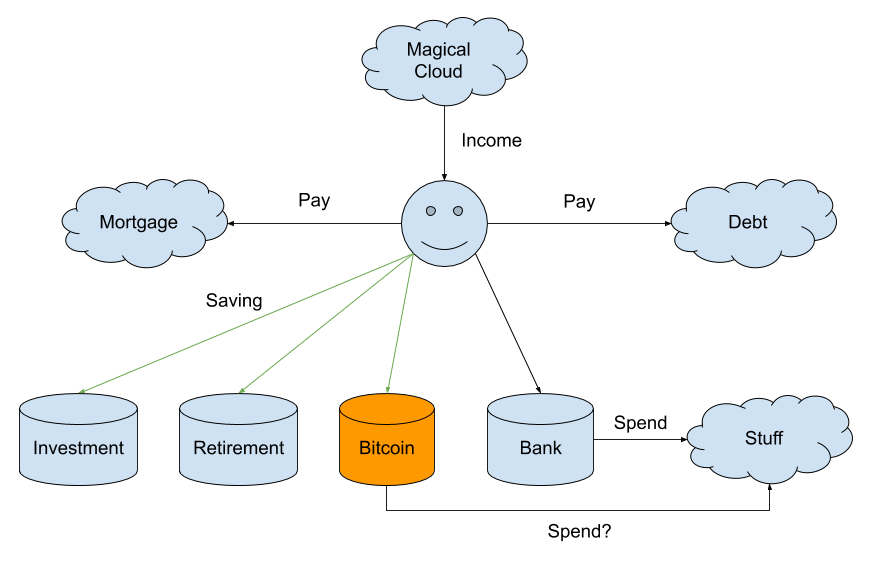 Magical
Cloud
Income
Mortgage
Pay
Pay
Debt
Saving
Investment
Retirement
Bitcoin
Bank
Spend
Stuff
Spend?